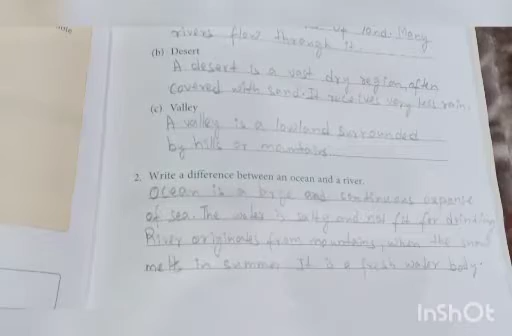 of land. Many
rivers flow through it.
(b) Desert
A desert is a vast dry region, often
covered with sand. It receives very less rain.
(c) Valley
A valley is a lowland surrounded
by hills or mountains
2. Write a difference between an ocean and a river.
Ocean is a large and continuous expanse
of sea. The water is salty and not fit for drinking
River originates from mountains, when the snow
melts in summer It is a fresh water body.
InShOt